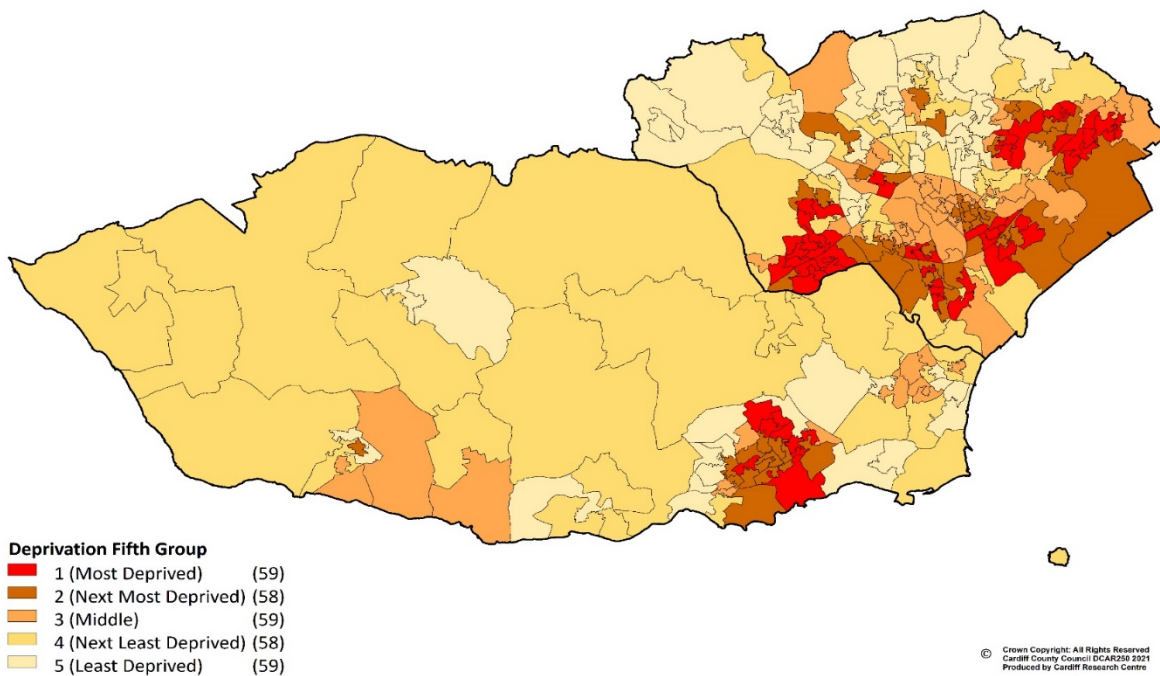 Deprivation Fifth Group
1 (Most Deprived) (59)
2 (Next Most Deprived) (58)
3 (Middle) (59)
4 (Next Least Deprived) (58)
5 (Least Deprived) (59)
© Crown Copyright: All Rights Reserved
Cardiff County Council DCAR250 2021
Produced by Cardiff Research Centre